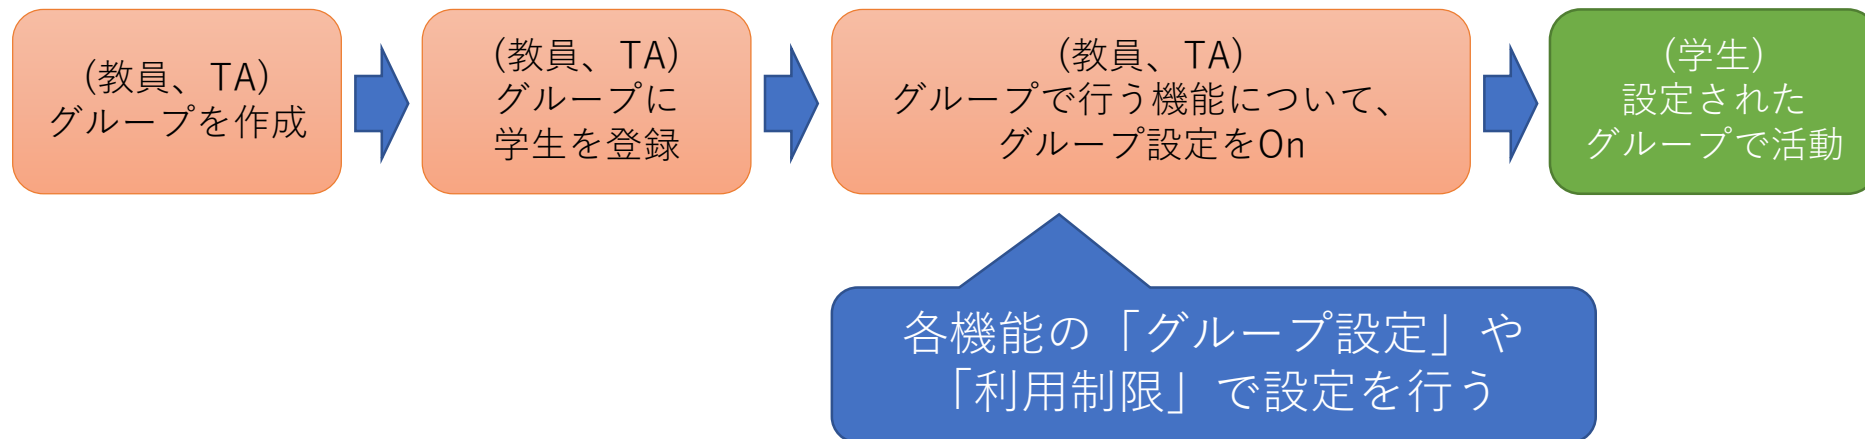 (教員、TA)
グループを作成
(教員、TA)
グループに
学生を登録
(教員、TA)
グループで行う機能について、
グループ設定をOn
(学生)
設定された
グループで活動
各機能の「グループ設定」や
「利用制限」で設定を行う